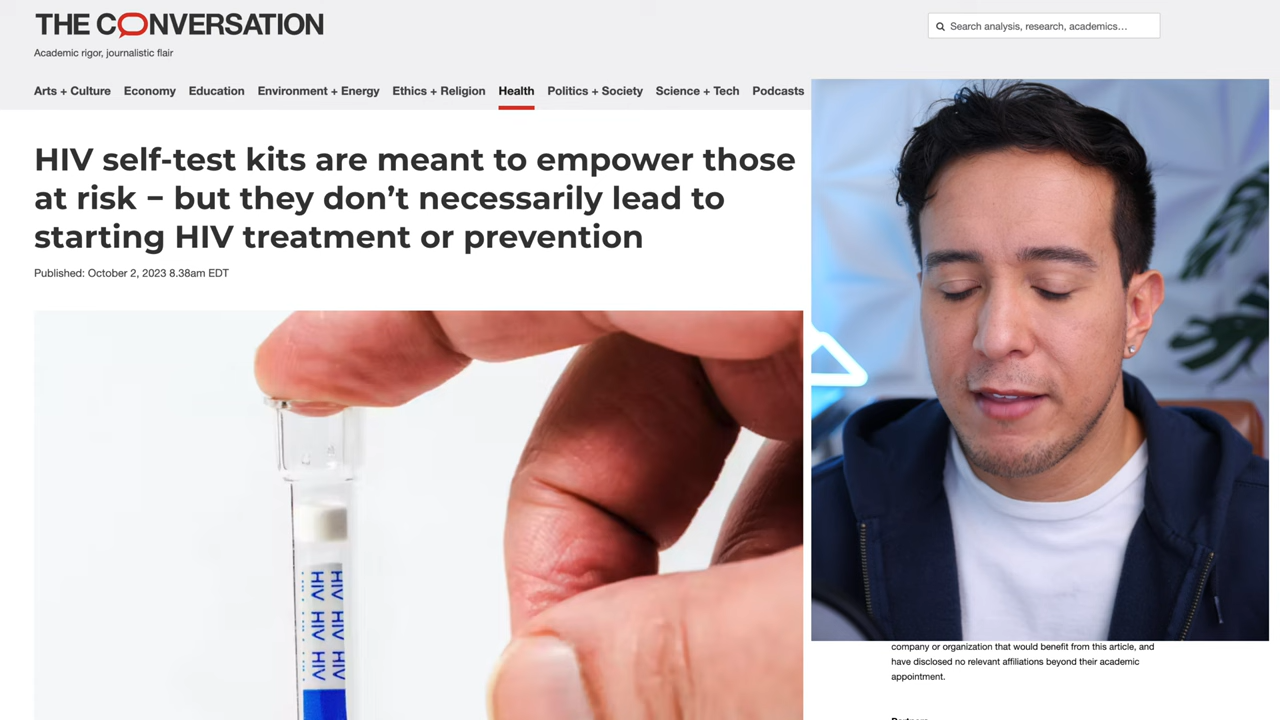 THE CONVERSATION
Academic rigor, journalistic flair
Search analysis, research, academics…
Arts + Culture Economy Education Environment + Energy Ethics + Religion Health Politics + Society Science + Tech Podcasts
HIV self-test kits are meant to empower those
at risk – but they don’t necessarily lead to
starting HIV treatment or prevention
Published: October 2, 2023 8.38am EDT
HIV HIV HIV
HIV HIV HIV
company or organization that would benefit from this article, and
have disclosed no relevant affiliations beyond their academic
appointment.